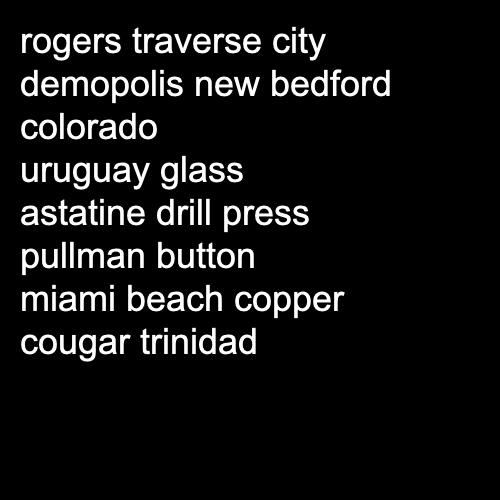 rogers traverse city
demopolis new bedford
colorado
uruguay glass
astatine drill press
pullman button
miami beach copper
cougar trinidad